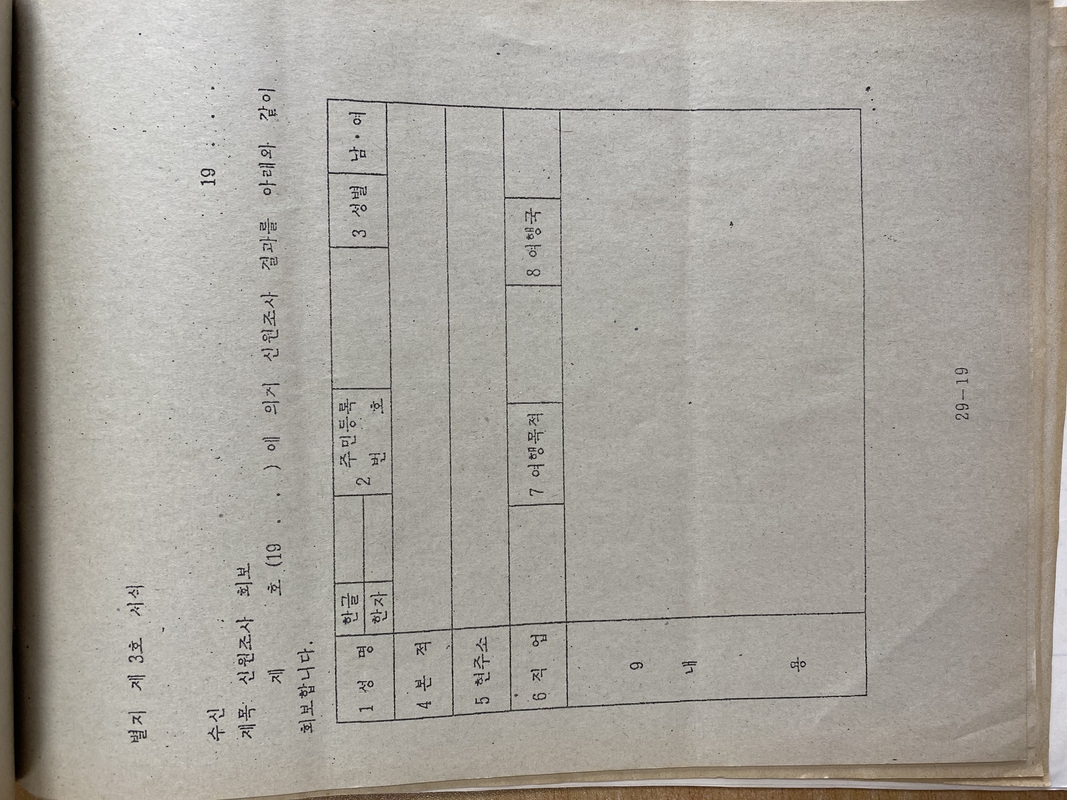 별지 제 3호 서식
19 . . .
수신
제목 신원조사 회보
제 호 (19 . . . ) 에 의거 신원조사 결과를 아래와 같이
회보합니다.
1 성 명 한글 2 주민등록 3 성별 남 · 여
한자 번 호
4 본 적
5 현주소
6 직 업 7 여행목적 8 여행국
9
내
용
29-19